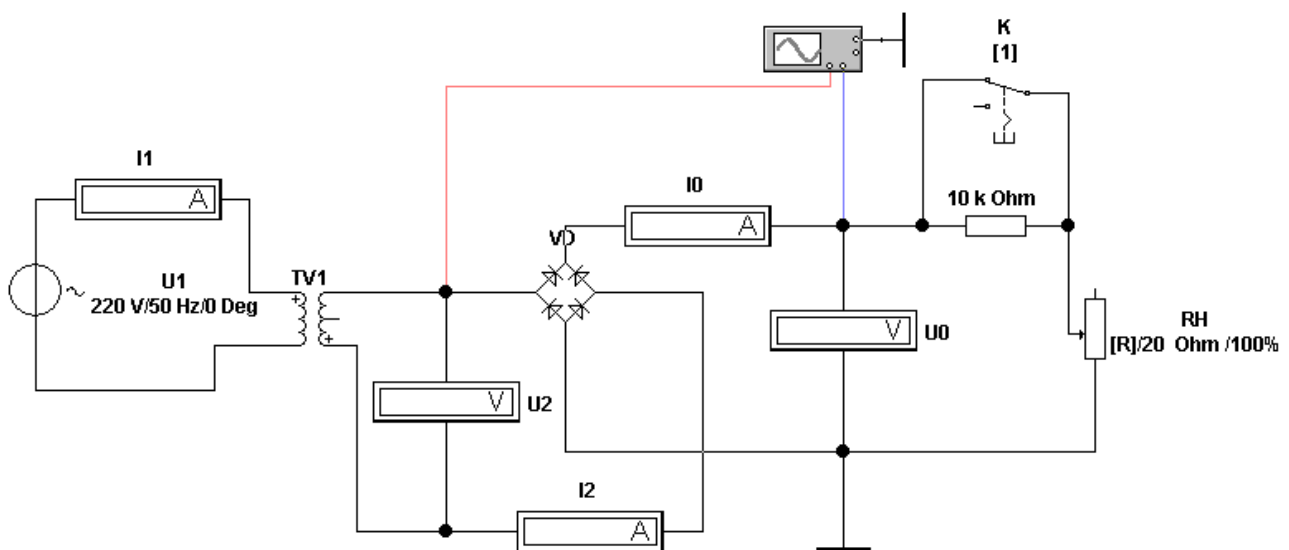 K
[1]
I1
A
U1
220 V/50 Hz/0 Deg
TV1
I0
A
VD
10 k Ohm
V
U0
RH
[R]/20 Ohm /100%
V
U2
I2
A